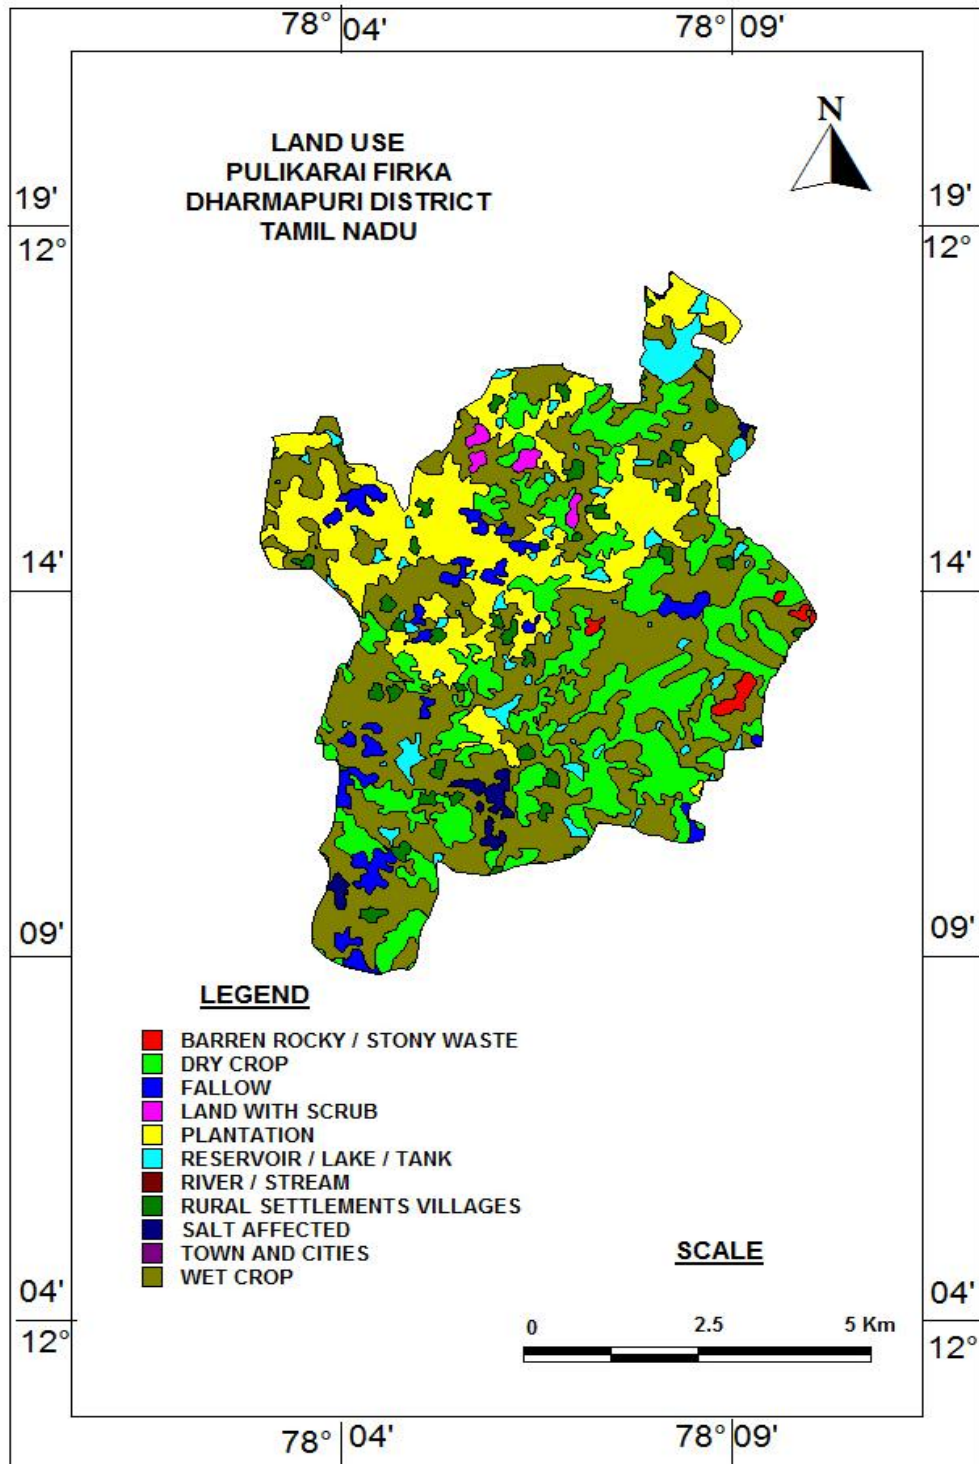 78° 04' 78° 09'
N
LAND USE
PULIKARAI FIRKA
DHARMAPURI DISTRICT
TAMIL NADU
19' 19'
12° 12°
14' 14'
09' 09'
LEGEND
BARREN ROCKY / STONY WASTE
DRY CROP
FALLOW
LAND WITH SCRUB
PLANTATION
RESERVOIR / LAKE / TANK
RIVER / STREAM
RURAL SETTLEMENTS VILLAGES
SALT AFFECTED
TOWN AND CITIES
WET CROP
SCALE
0 2.5 5 Km
04' 04'
12° 12°
78° 04' 78° 09'